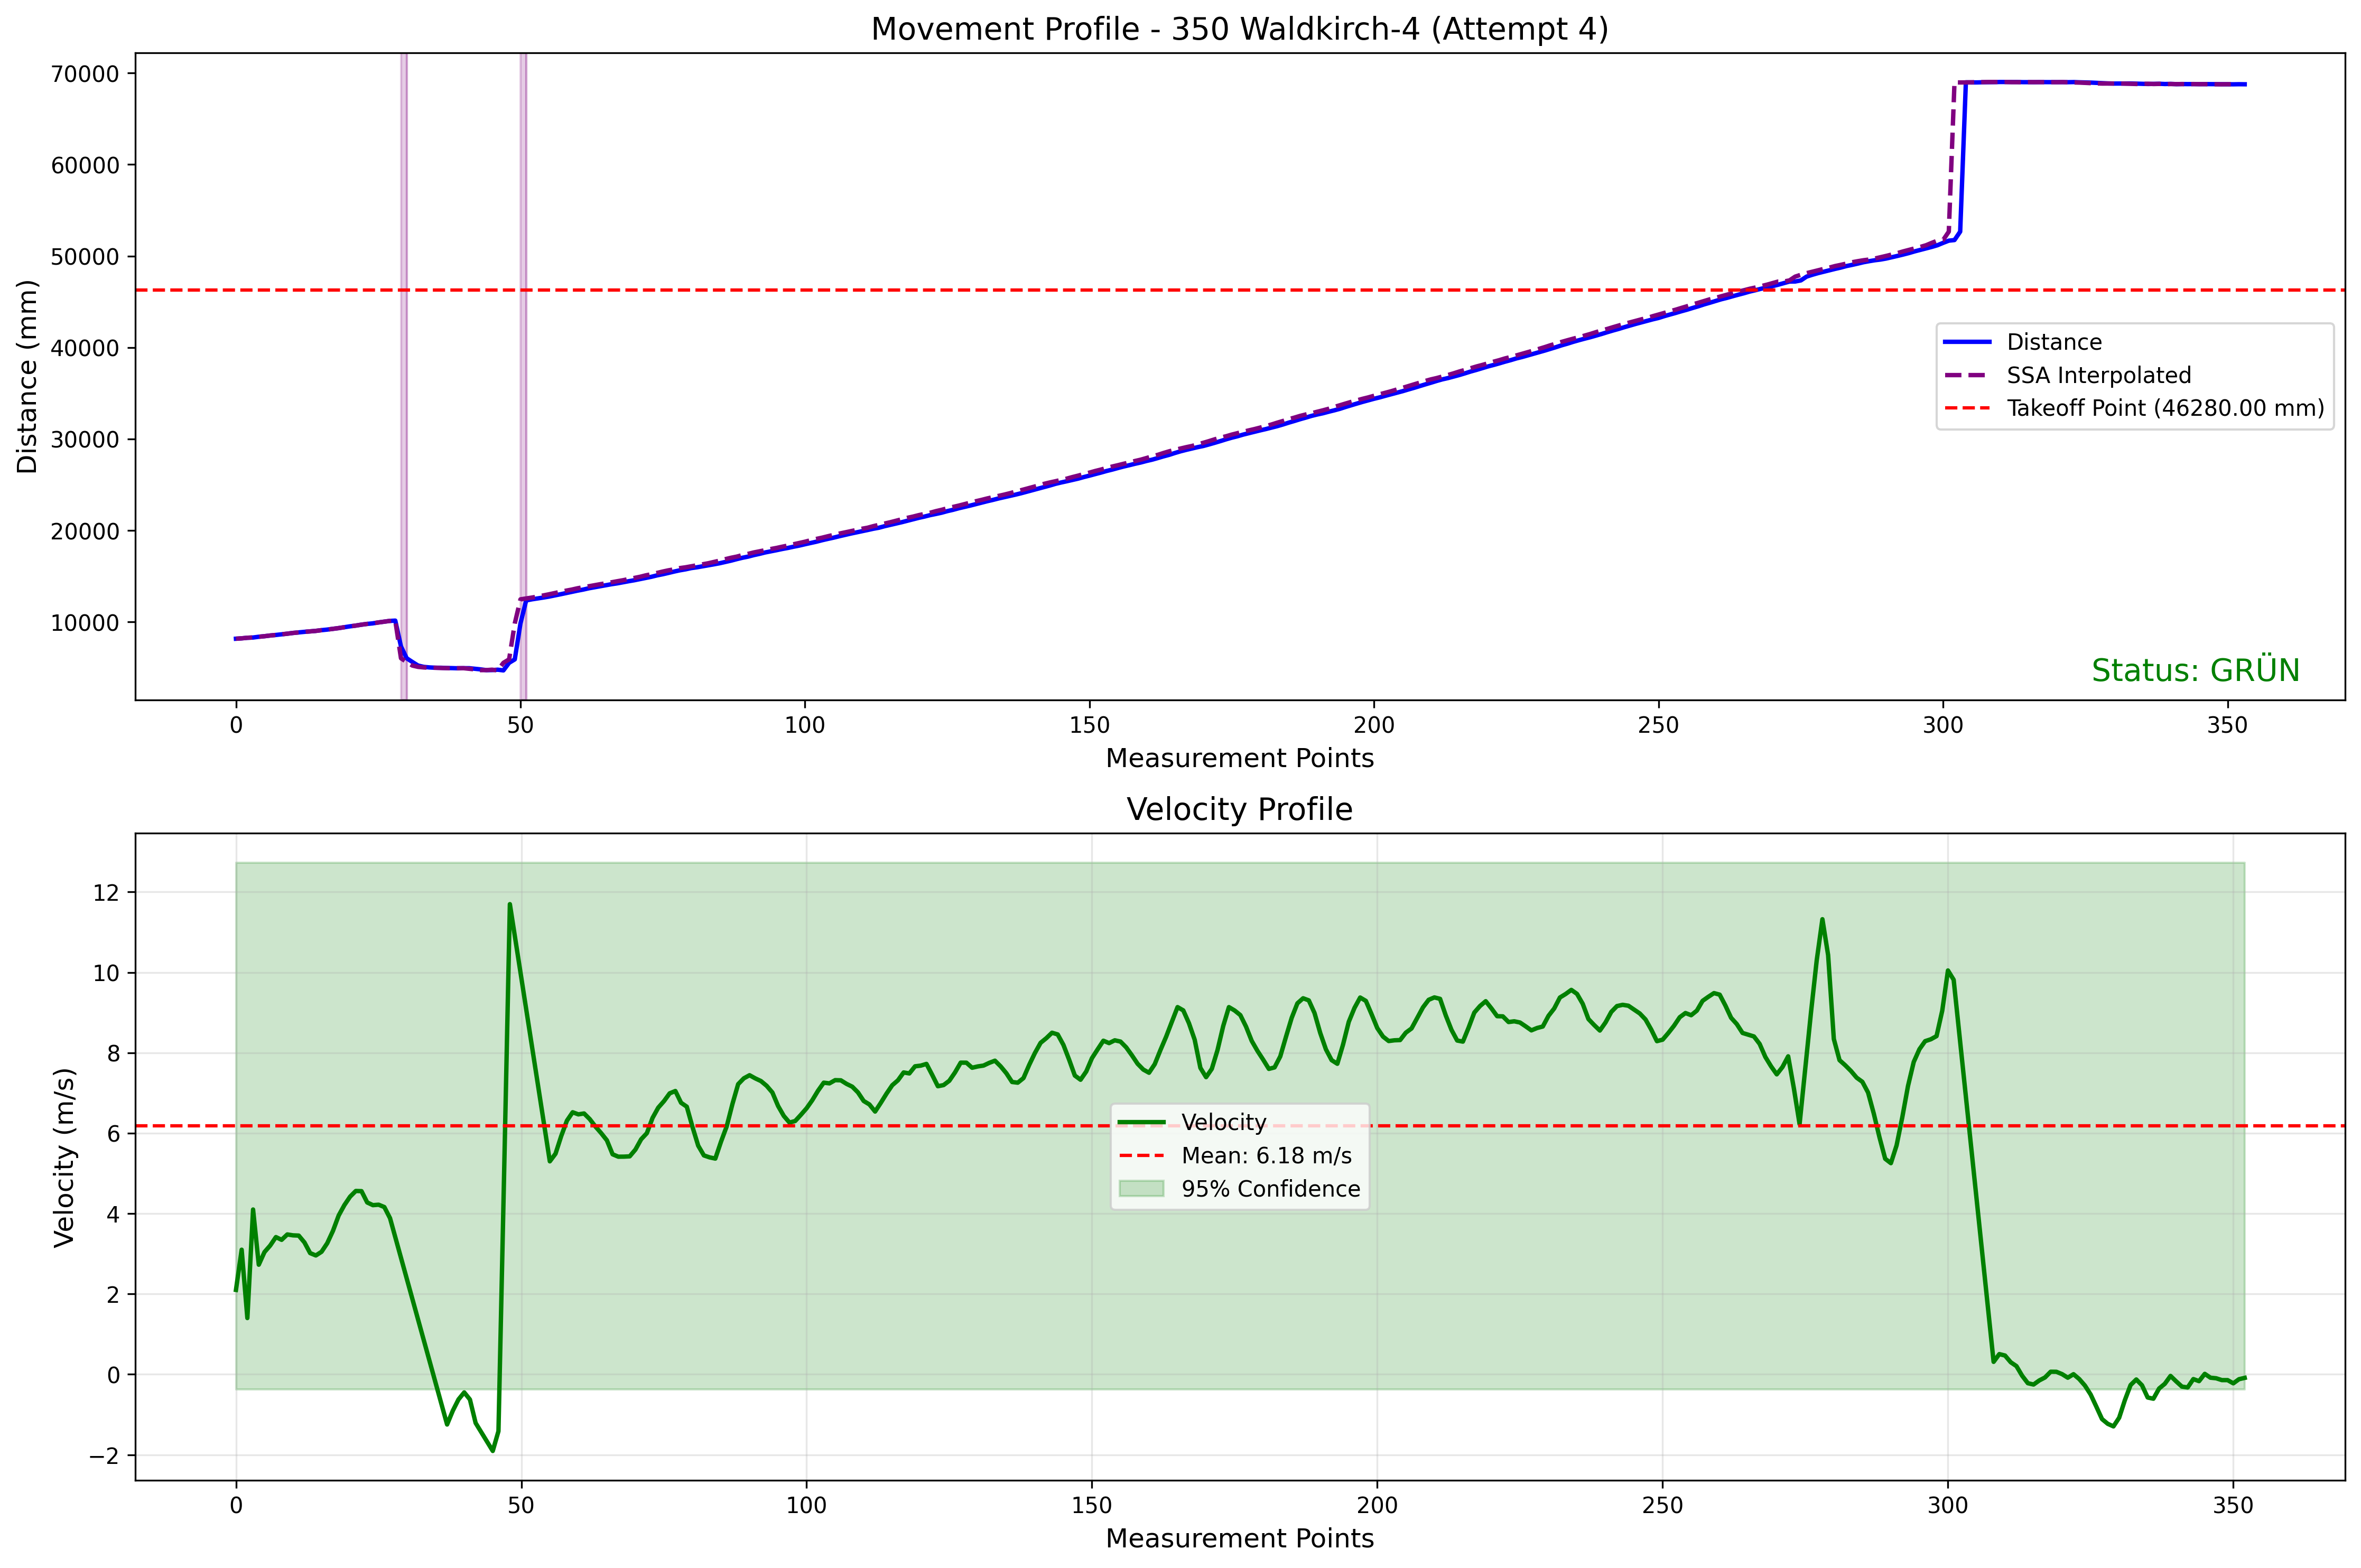 Movement Profile - 350 Waldkirch-4 (Attempt 4)
Distance (mm)
70000
60000
50000
40000
30000
20000
10000
Distance
SSA Interpolated
Takeoff Point (46280.00 mm)
Status: GRÜN
0 50 100 150 200 250 300 350
Measurement Points
Velocity Profile
Velocity (m/s)
12
10
8
6
4
2
0
−2
Velocity
Mean: 6.18 m/s
95% Confidence
0 50 100 150 200 250 300 350
Measurement Points